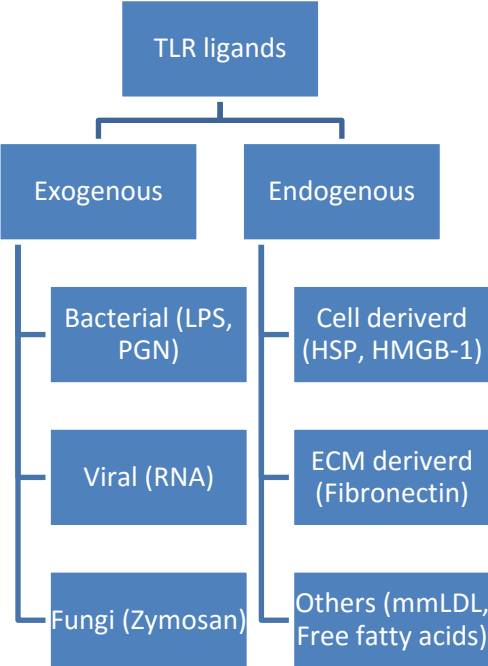 TLR ligands
Exogenous
Endogenous
Bacterial (LPS,
PGN)
Viral (RNA)
Fungi (Zymosan)
Cell deriverd
(HSP, HMGB-1)
ECM deriverd
(Fibronectin)
Others (mmLDL,
Free fatty acids)